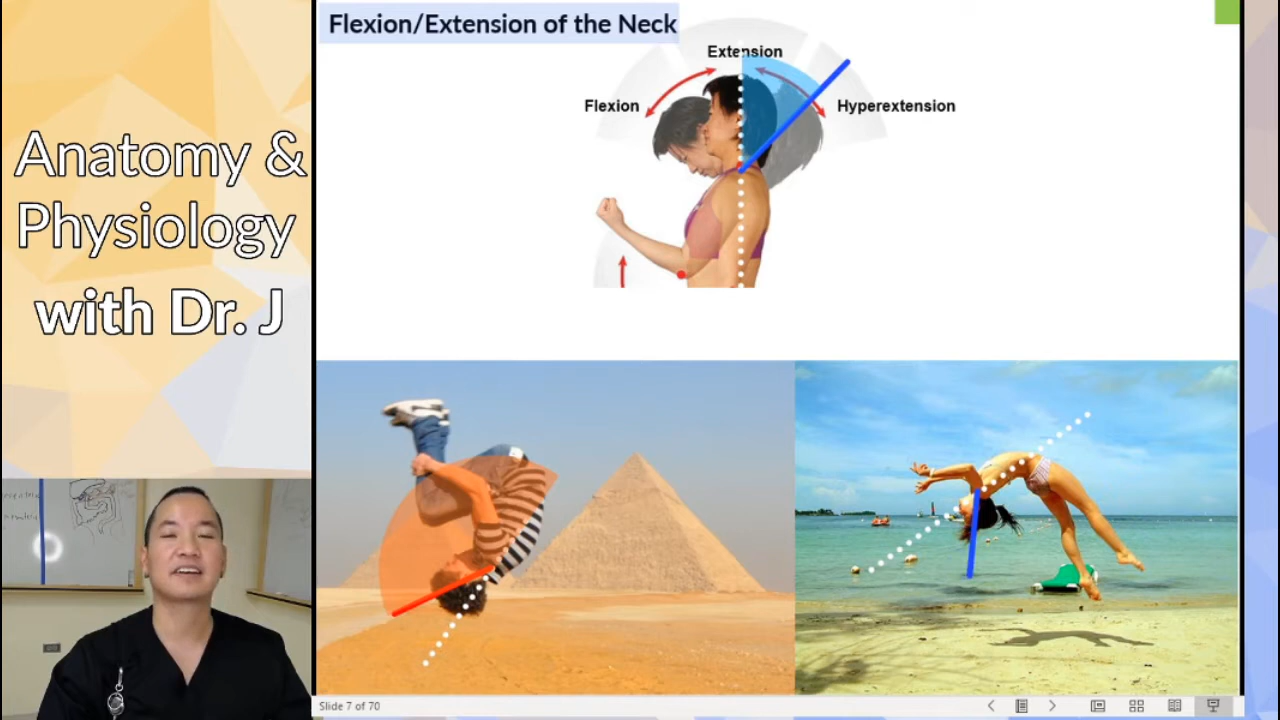 Anatomy &
Physiology
with Dr. J
Flexion/Extension of the Neck
Extension
Flexion
Hyperextension
Slide 7 of 70